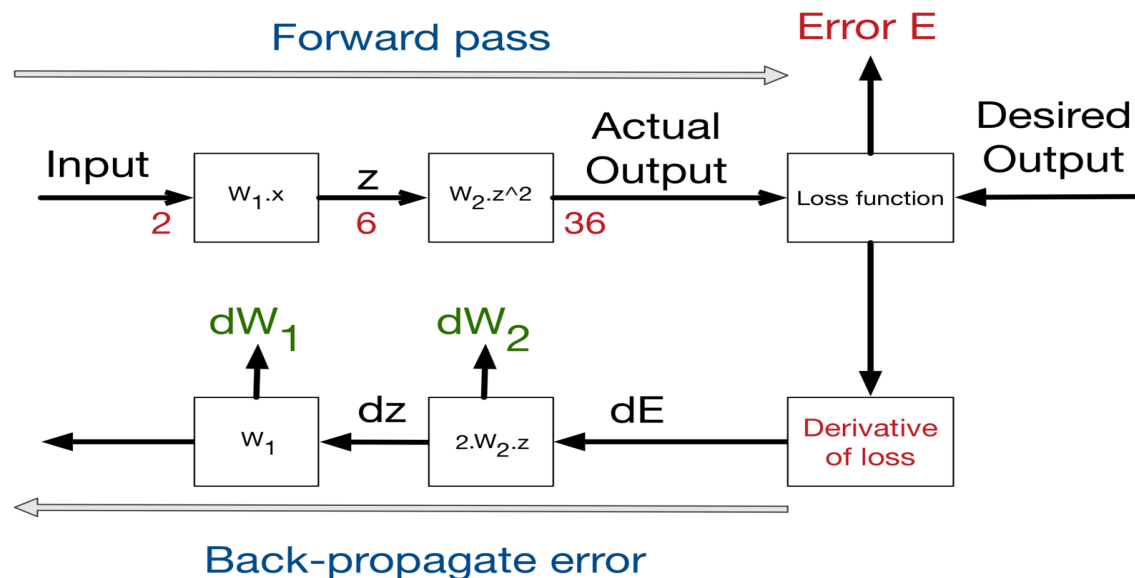 Forward pass
Error E
Input
Actual
Output
Desired
Output
W₁.x
z
W₂.z^2
Loss function
2
6
36
dW₁
dW₂
W₁
dz
2.W₂.z
dE
Derivative
of loss
Back-propagate error